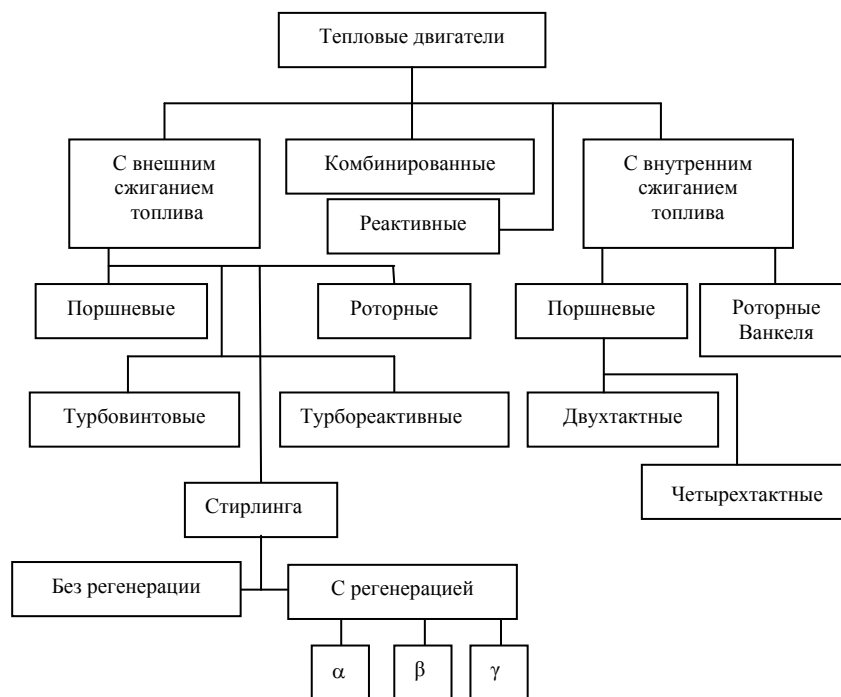 Тепловые двигатели
С внешним
сжиганием
топлива
Комбинированные
С внутренним
сжиганием
топлива
Реактивные
Поршневые
Роторные
Поршневые
Роторные
Ванкеля
Турбовинтовые
Турбореактивные
Двухтактные
Четырехтактные
Стирлинга
Без регенерации
С регенерацией
α
β
γ